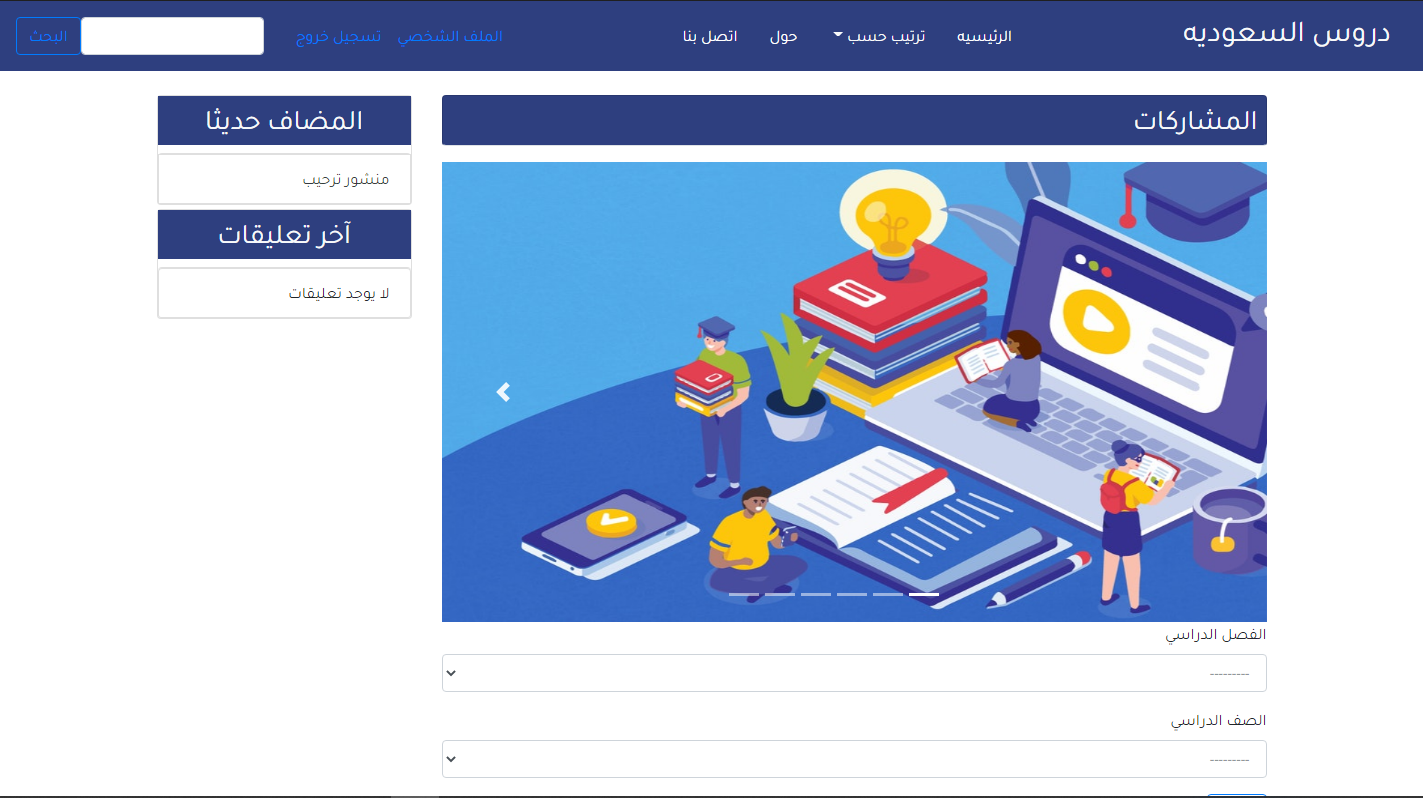 دروس السعوديه
الرئيسيه
ترتيب حسب
حول
اتصل بنا
الملف الشخصي
تسجيل خروج
البحث
المشاركات
الفصل الدراسي
---------
الصف الدراسي
---------
المضاف حديثا
منشور ترحيب
آخر تعليقات
لا يوجد تعليقات